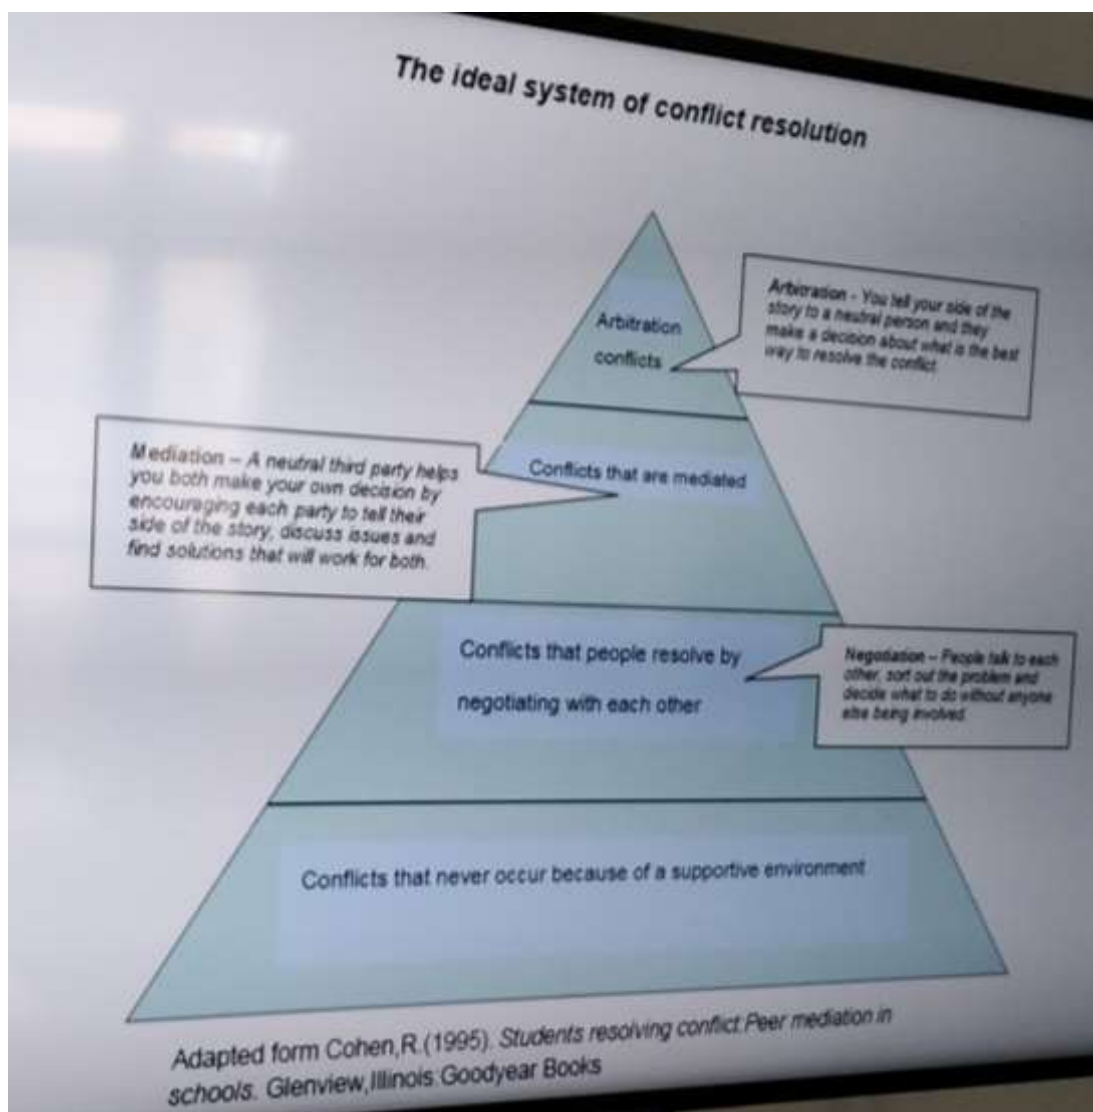 The ideal system of conflict resolution
Arbitration
conflicts
Arbitration - You tell your side of the
story to a neutral person and they
make a decision about what is the best
way to resolve the conflict.
Conflicts that are mediated
Mediation – A neutral third party helps
you both make your own decision by
encouraging each party to tell their
side of the story, discuss issues and
find solutions that will work for both.
Conflicts that people resolve by
negotiating with each other
Negotiation – People talk to each
other, sort out the problem and
decide what to do without anyone
else being involved.
Conflicts that never occur because of a supportive environment
Adapted form Cohen,R.(1995). Students resolving conflict:Peer mediation in
schools. Glenview,Illinois:Goodyear Books